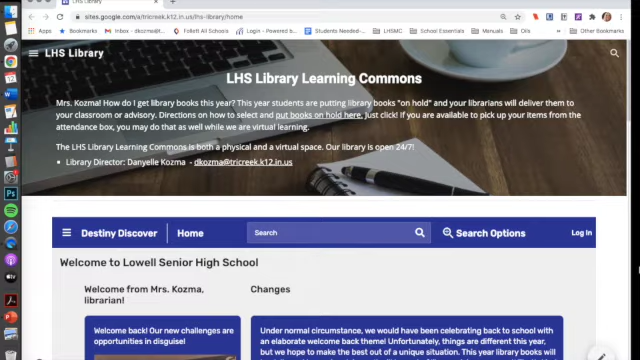 sites.google.com/a/tricreek.k12.in.us/lhs-library/home
Apps Bookmarks Inbox - dkozma@t Follett All Schools Login - Powered b Students Needed- LHSMC School Essentials Menus OJs Other Bookmarks
LHS Library
LHS Library Learning Commons
Mrs. Kozma! How do I get library books this year? This year students are putting library books "on hold" and your librarians will deliver them to
your classroom or advisory. Directions on how to select and put books on hold here. Just click! If you are available to pick up your items from the
attendance box, you may do that as well while we are virtual learning.
The LHS Library Learning Commons is both a physical and a virtual space. Our library is open 24/7!
• Library Director: Danyelle Kozma - dkozma@tricreek.k12.in.us
Destiny Discover Home Search Search Options Log In
Welcome to Lowell Senior High School
Welcome from Mrs. Kozma,
librarian!
Changes
Welcome back! Our new challenges are
opportunities in disguise!
Under normal circumstance, we would have been celebrating back to school with
an elaborate welcome back theme! Unfortunately, things are different this year,
but we hope to make the best out of a unique situation. This year library books will